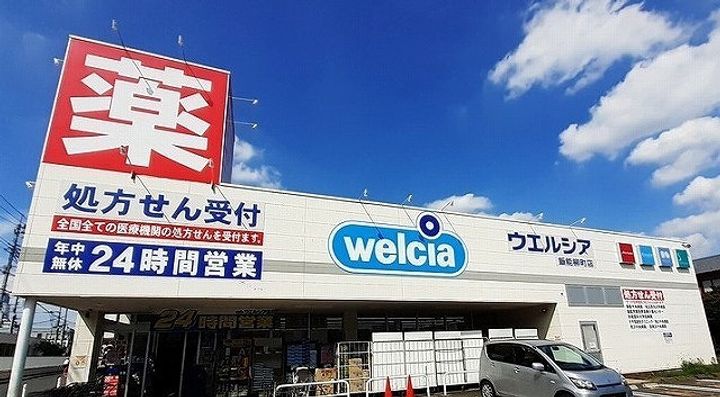 薬
処方せん受付
全国全ての医療機関の処方せんを受付ます。
年中無休
24時間営業
welcia
ウエルシア
飯能柳町店
処方せん受付
24時間営業